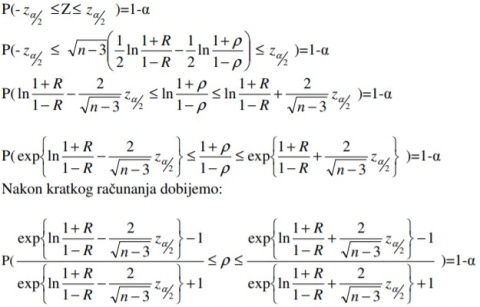 P(-z_{α/2} ≤Z≤ z_{α/2})=1-α
P(-z_{α/2} ≤ √(n−3)(1/2 ln (1+R)/(1−R) − 1/2 ln (1+ρ)/(1−ρ)) ≤ z_{α/2})=1-α
P(ln (1+R)/(1−R) − 2/√(n−3) z_{α/2} ≤ ln (1+ρ)/(1−ρ) ≤ ln (1+R)/(1−R) + 2/√(n−3) z_{α/2})=1-α
P(exp{ln (1+R)/(1−R) − 2/√(n−3) z_{α/2}} ≤ (1+ρ)/(1−ρ) ≤ exp{ln (1+R)/(1−R) + 2/√(n−3) z_{α/2}})=1-α
Nakon kratkog računanja dobijemo:
P((exp{ln (1+R)/(1−R) − 2/√(n−3) z_{α/2}}−1)/(exp{ln (1+R)/(1−R) − 2/√(n−3) z_{α/2}}+1) ≤ ρ ≤ (exp{ln (1+R)/(1−R) + 2/√(n−3) z_{α/2}}−1)/(exp{ln (1+R)/(1−R) + 2/√(n−3) z_{α/2}}+1))=1-α